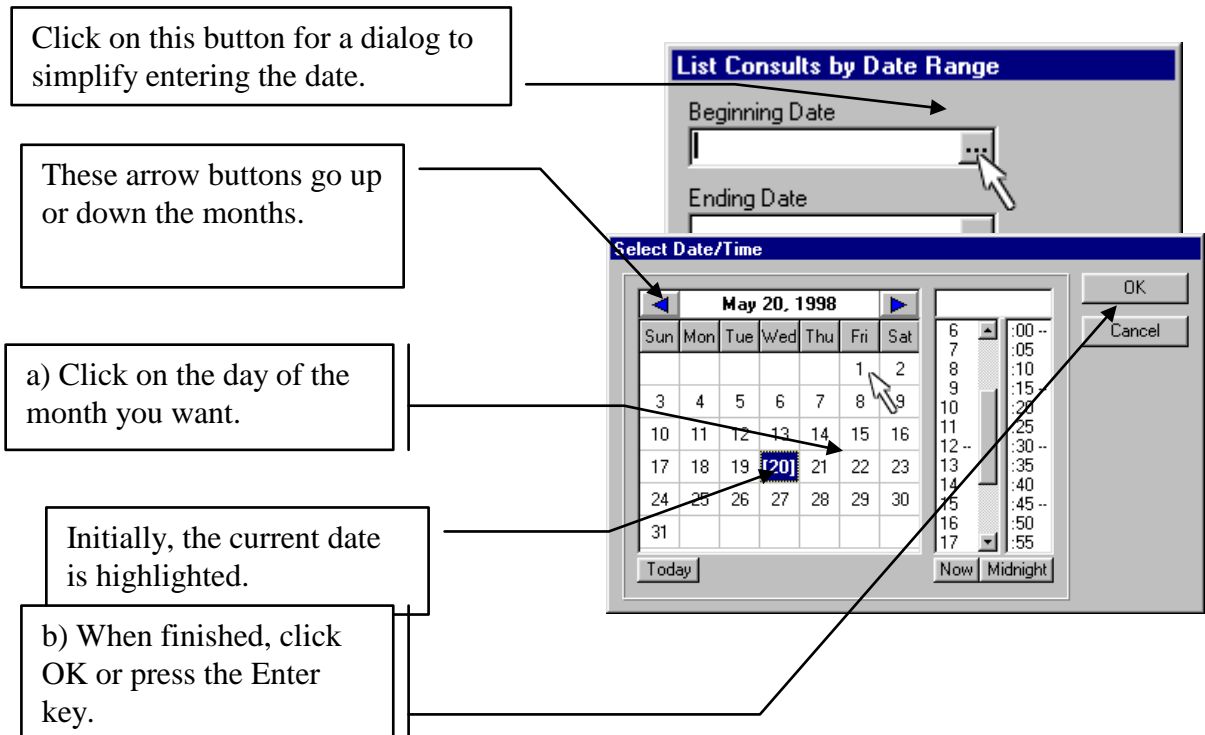 Click on this button for a dialog to
simplify entering the date.
These arrow buttons go up
or down the months.
a) Click on the day of the
month you want.
Initially, the current date
is highlighted.
b) When finished, click
OK or press the Enter
key.
List Consults by Date Range
Beginning Date
...
Ending Date
Select Date/Time
May 20, 1998
Sun Mon Tue Wed Thu Fri Sat
1 2
3 4 5 6 7 8 9
10 11 12 13 14 15 16
17 18 19 [20] 21 22 23
24 25 26 27 28 29 30
31
Today
6 :00 --
7 :05
8 :10
9 :15 --
10 :20
11 :25
12 -- :30 --
13 :35
14 :40
15 :45 --
16 :50
17 :55
Now Midnight
OK
Cancel